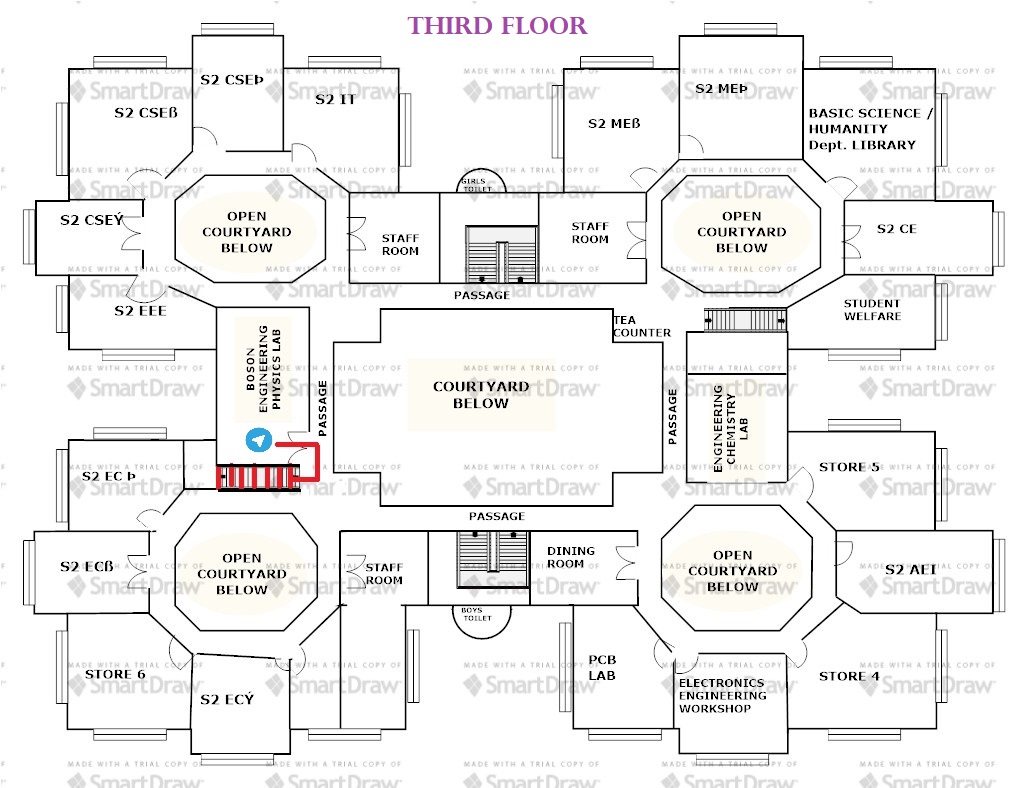 THIRD FLOOR
S2 CSEÞ
S2 CSEß
S2 IT
S2 MEÞ
S2 MEß
BASIC SCIENCE /
HUMANITY
Dept. LIBRARY
GIRLS
TOILET
S2 CSEÝ
OPEN
COURTYARD
BELOW
STAFF
ROOM
STAFF
ROOM
OPEN
COURTYARD
BELOW
S2 CE
PASSAGE
S2 EEE
STUDENT
WELFARE
TEA
COUNTER
BOSON
ENGINEERING
PHYSICS LAB
PASSAGE
COURTYARD
BELOW
PASSAGE
ENGINEERING
CHEMISTRY
LAB
S2 EC Þ
STORE 5
PASSAGE
S2 ECß
OPEN
COURTYARD
BELOW
STAFF
ROOM
DINING
ROOM
OPEN
COURTYARD
BELOW
S2 AEI
BOYS
TOILET
STORE 6
S2 ECÝ
PCB
LAB
ELECTRONICS
ENGINEERING
WORKSHOP
STORE 4
MADE WITH A TRIAL COPY OF
SmartDraw